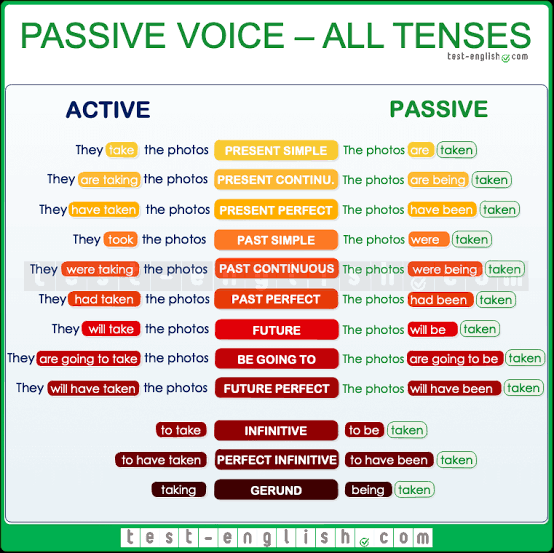 PASSIVE VOICE – ALL TENSES
test-english.com
ACTIVE PASSIVE
They take the photos PRESENT SIMPLE The photos are taken
They are taking the photos PRESENT CONTINU. The photos are being taken
They have taken the photos PRESENT PERFECT The photos have been taken
They took the photos PAST SIMPLE The photos were taken
They were taking the photos PAST CONTINUOUS The photos were being taken
They had taken the photos PAST PERFECT The photos had been taken
They will take the photos FUTURE The photos will be taken
They are going to take the photos BE GOING TO The photos are going to be taken
They will have taken the photos FUTURE PERFECT The photos will have been taken
to take INFINITIVE to be taken
to have taken PERFECT INFINITIVE to have been taken
taking GERUND being taken
test-english.com